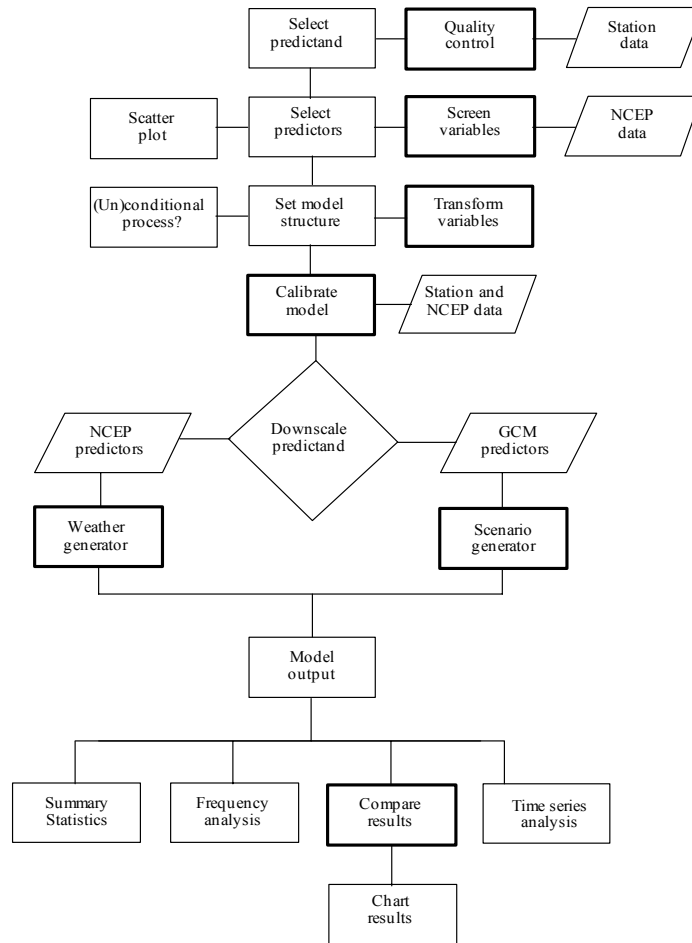 Select
predictand
Quality
control
Station
data
Scatter
plot
Select
predictors
Screen
variables
NCEP
data
(Un)conditional
process?
Set model
structure
Transform
variables
Calibrate
model
Station and
NCEP data
NCEP
predictors
Downscale
predictand
GCM
predictors
Weather
generator
Scenario
generator
Model
output
Summary
Statistics
Frequency
analysis
Compare
results
Time series
analysis
Chart
results